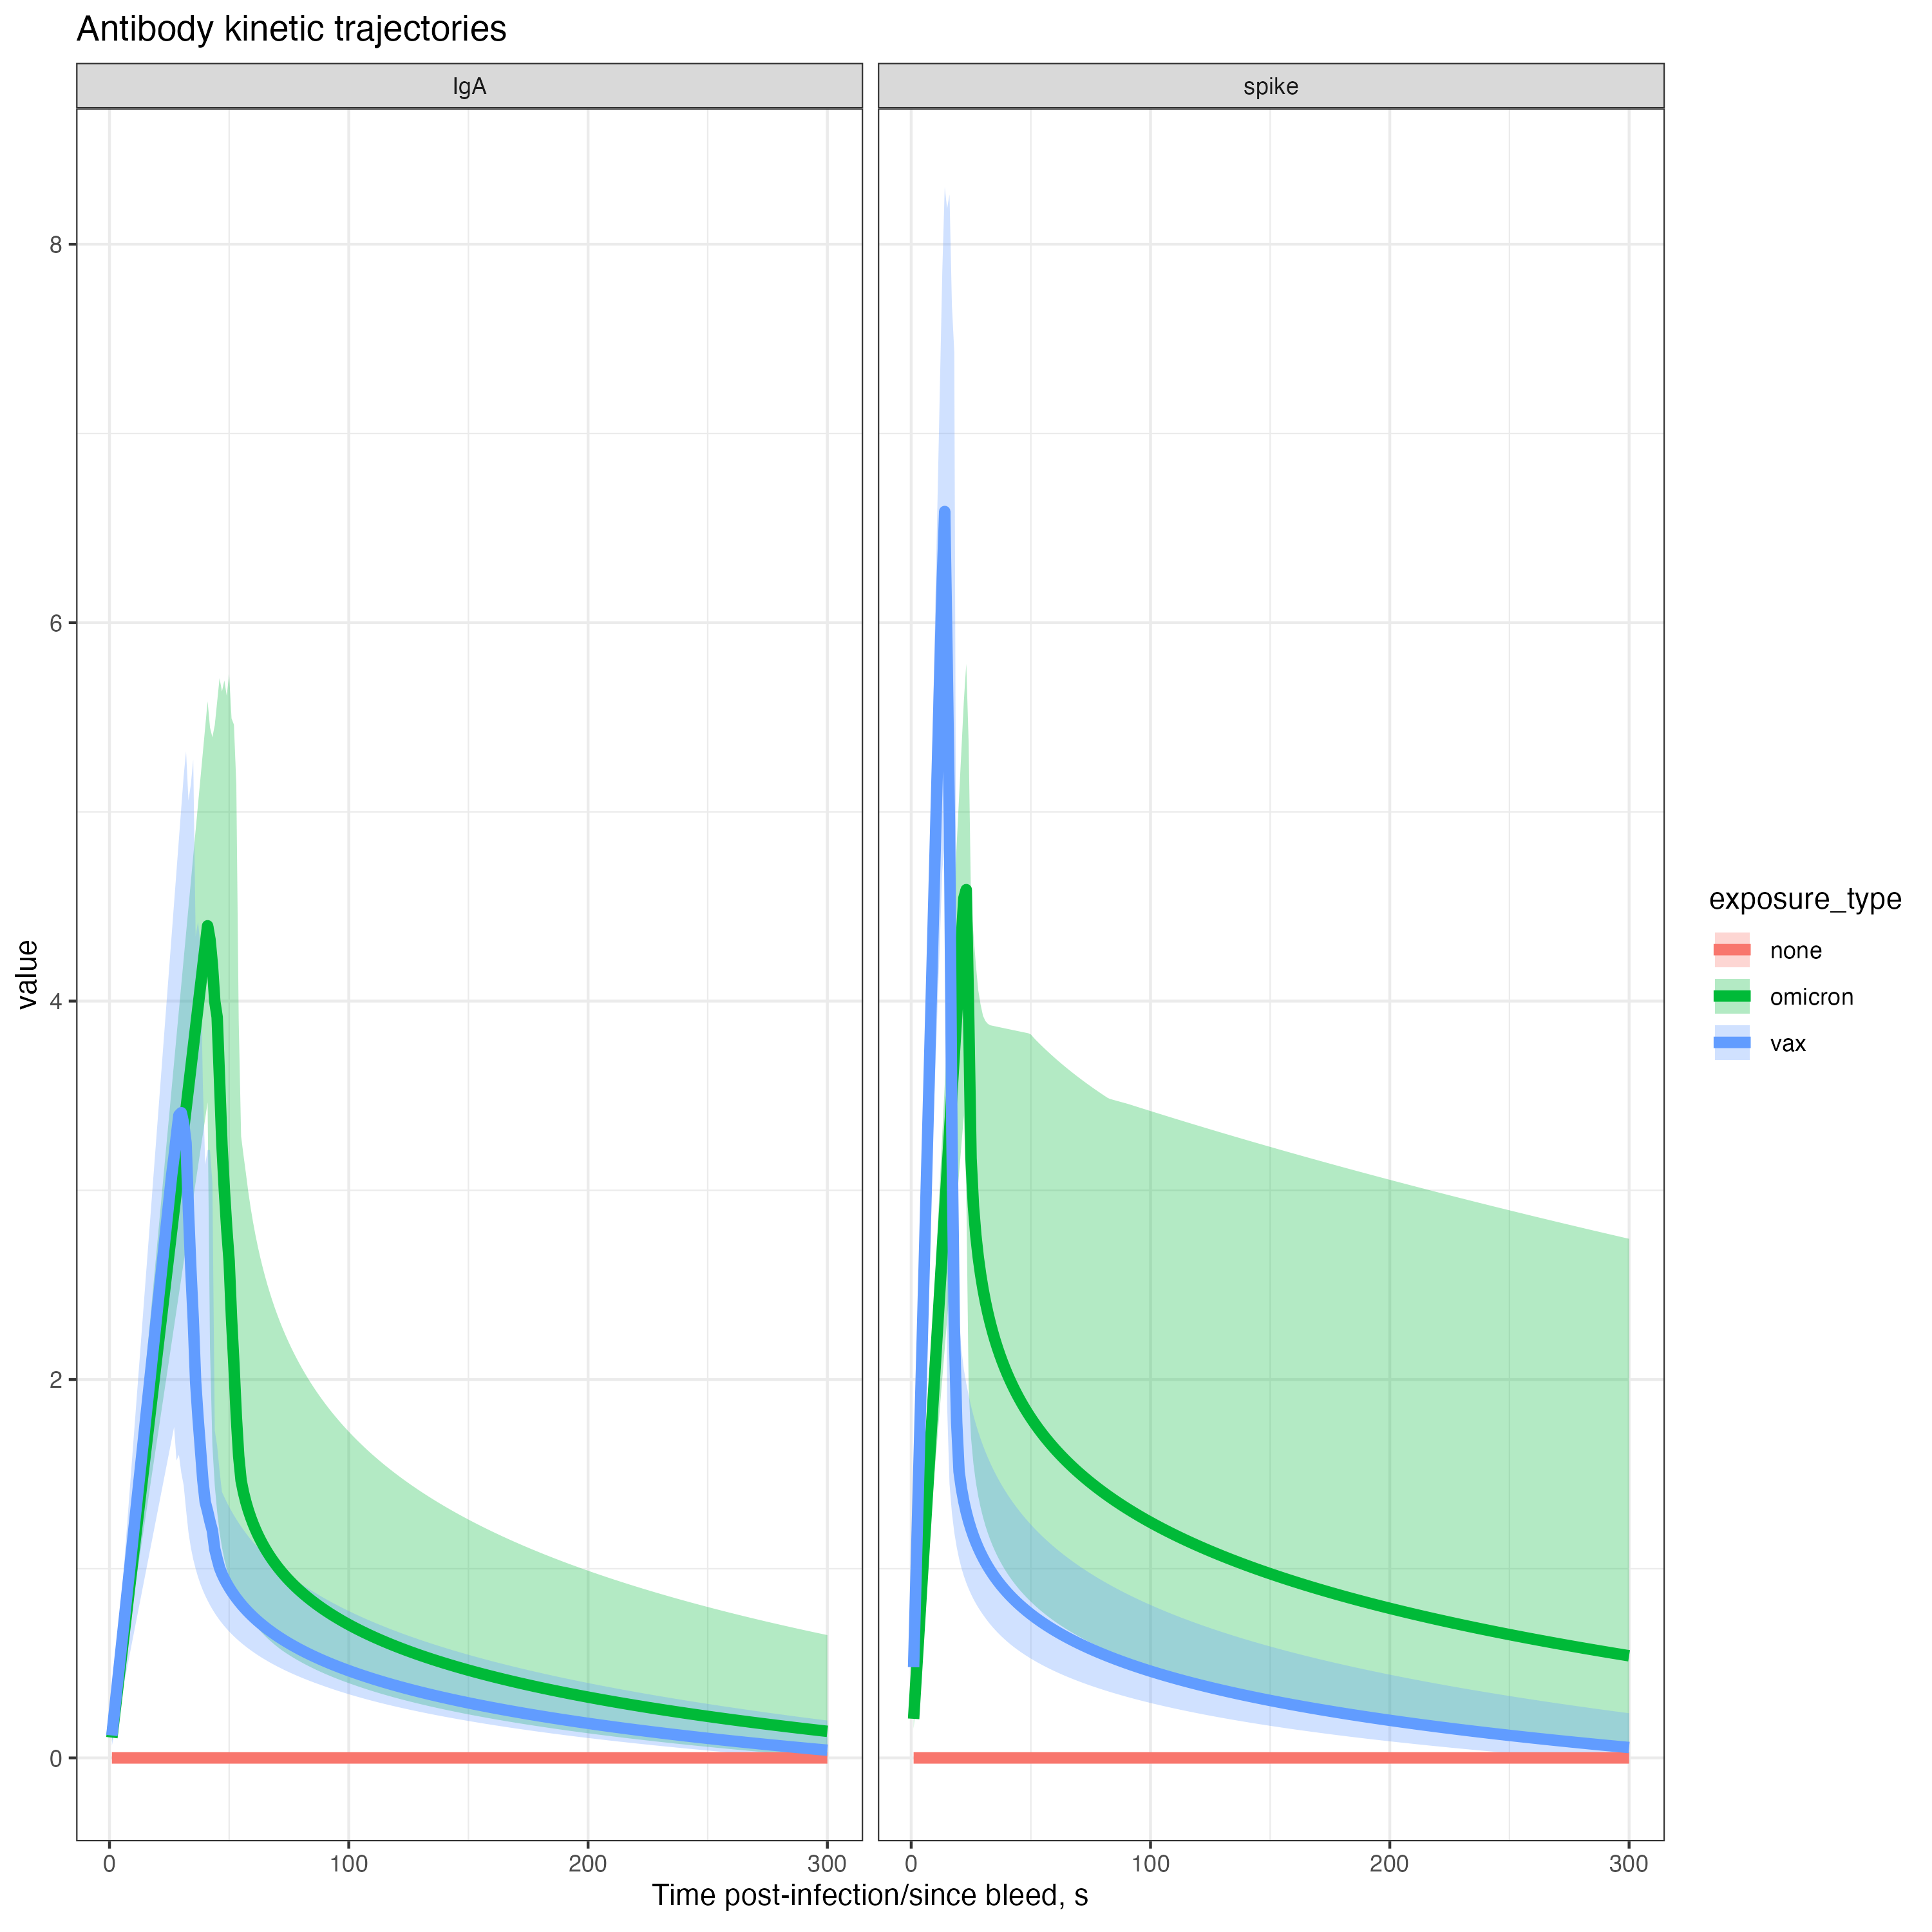 Antibody kinetic trajectories
IgA
spike
8
6
4
2
0
value
0
100
200
300
0
100
200
300
Time post-infection/since bleed, s
exposure_type
none
omicron
vax